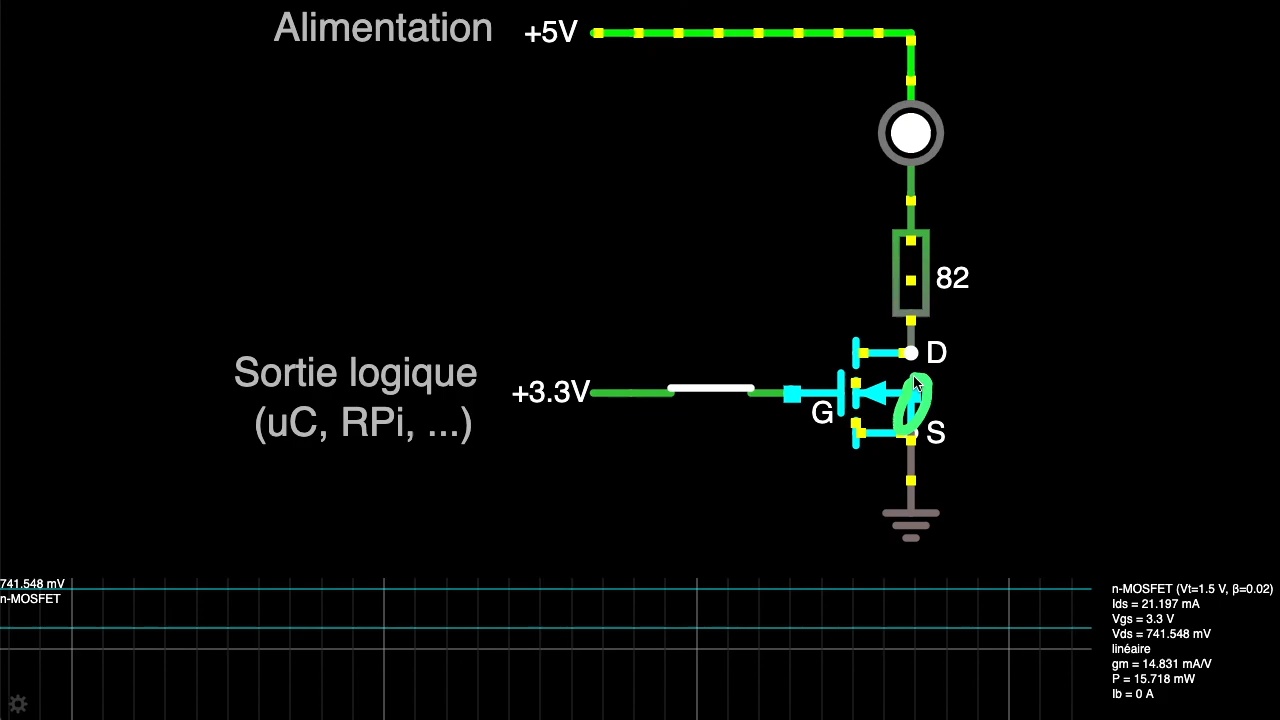 Alimentation +5V
82
D
Sortie logique
(uC, RPi, ...)
+3.3V
G
S
741.548 mV
n-MOSFET
n-MOSFET (Vt=1.5 V, β=0.02)
Ids = 21.197 mA
Vgs = 3.3 V
Vds = 741.548 mV
linéaire
gm = 14.831 mA/V
P = 15.718 mW
Ib = 0 A